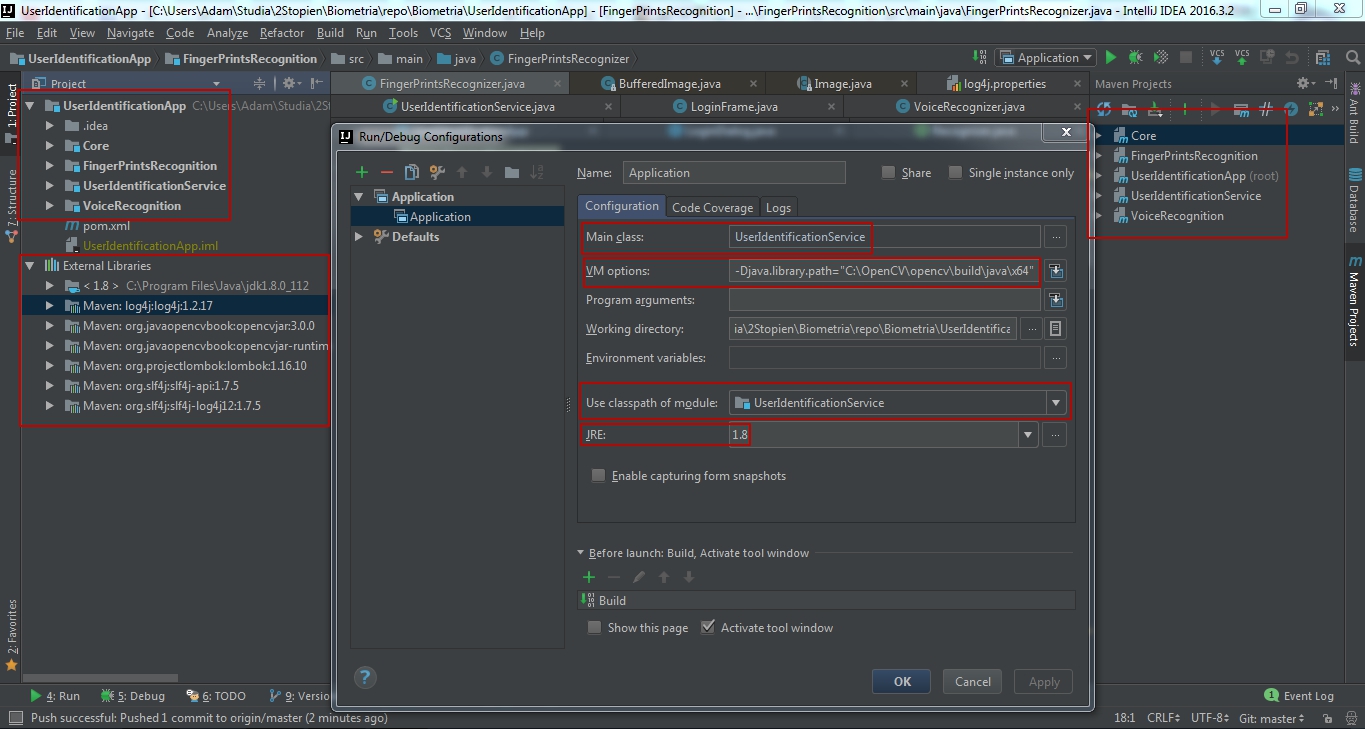 UserIdentificationApp - [C:\Users\Adam\Studia\2Stopien\Biometria\repo\Biometria\UserIdentificationApp] - [FingerPrintsRecognition] - ...\FingerPrintsRecognition\src\main\java\FingerPrintsRecognizer.java - IntelliJ IDEA 2016.3.2
File Edit View Navigate Code Analyze Refactor Build Run Tools VCS Window Help
UserIdentificationApp FingerPrintsRecognition src main java FingerPrintsRecognizer Application VCS VCS
1: Project
7: Structure
2: Favorites
Project
UserIdentificationApp C:\Users\Adam\Studia\2St
.idea
Core
FingerPrintsRecognition
UserIdentificationService
VoiceRecognition
pom.xml
UserIdentificationApp.iml
External Libraries
< 1.8 > C:\Program Files\Java\jdk1.8.0_112
Maven: log4j:log4j:1.2.17
Maven: org.javaopencvbook:opencvjar:3.0.0
Maven: org.javaopencvbook:opencvjar-runtim
Maven: org.projectlombok:lombok:1.16.10
Maven: org.slf4j:slf4j-api:1.7.5
Maven: org.slf4j:slf4j-log4j12:1.7.5
FingerPrintsRecognizer.java BufferedImage.java Image.java log4j.properties
UserIdentificationService.java LoginFrame.java VoiceRecognizer.java
Run/Debug Configurations
Application
Application
Defaults
Name: Application Share Single instance only
Configuration Code Coverage Logs
Main class: UserIdentificationService ...
VM options: -Djava.library.path="C:\OpenCV\opencv\build\java\x64"
Program arguments:
Working directory: ia\2Stopien\Biometria\repo\Biometria\UserIdentifica ...
Environment variables: ...
Use classpath of module: UserIdentificationService
JRE: 1.8 ...
Enable capturing form snapshots
Before launch: Build, Activate tool window
Build
Show this page Activate tool window
OK Cancel Apply
Maven Projects
Core
FingerPrintsRecognition
UserIdentificationApp (root)
UserIdentificationService
VoiceRecognition
Ant Build
Database
Maven Projects
4: Run 5: Debug 6: TODO 9: Versio Event Log
Push successful: Pushed 1 commit to origin/master (2 minutes ago) 18:1 CRLF UTF-8 Git: master